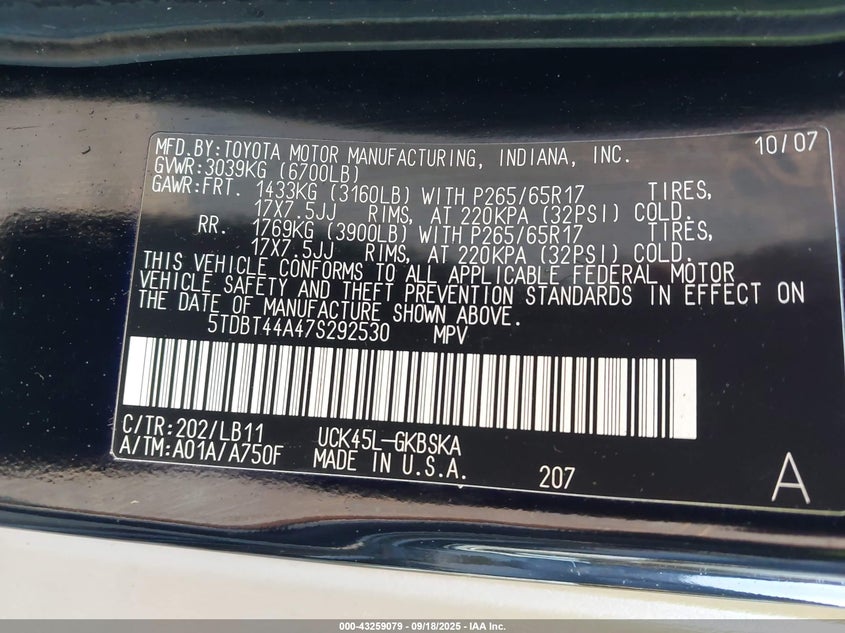 MFD.BY:TOYOTA MOTOR MANUFACTURING, INDIANA, INC. 10/07
GVWR:3039KG (6700LB)
GAWR:FRT. 1433KG (3160LB) WITH P265/65R17 TIRES,
17X7.5JJ RIMS, AT 220KPA (32PSI) COLD.
RR. 1769KG (3900LB) WITH P265/65R17 TIRES,
17X7.5JJ RIMS, AT 220KPA (32PSI) COLD.
THIS VEHICLE CONFORMS TO ALL APPLICABLE FEDERAL MOTOR
VEHICLE SAFETY AND THEFT PREVENTION STANDARDS IN EFFECT ON
THE DATE OF MANUFACTURE SHOWN ABOVE.
5TDBT44A47S292530 MPV
C/TR:202/LB11 UCK45L-GKBSKA
A/TM:A01A/A750F MADE IN U.S.A. 207 A
000-43259079 - 09/18/2025 - IAA Inc.